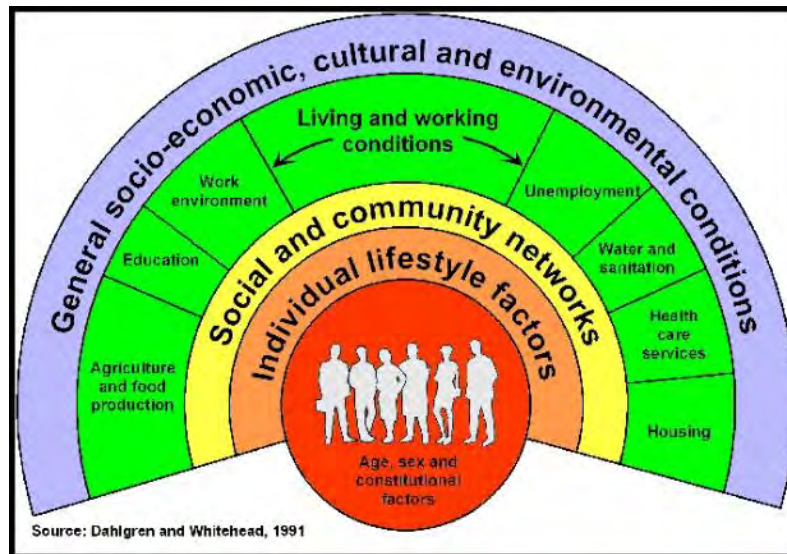 General socio-economic, cultural and environmental conditions
Living and working
conditions
Work
environment
Unemployment
Education
Water and
sanitation
Agriculture
and food
production
Health
care
services
Housing
Social and community networks
Individual lifestyle factors
Age, sex and
constitutional
factors
Source: Dahlgren and Whitehead, 1991